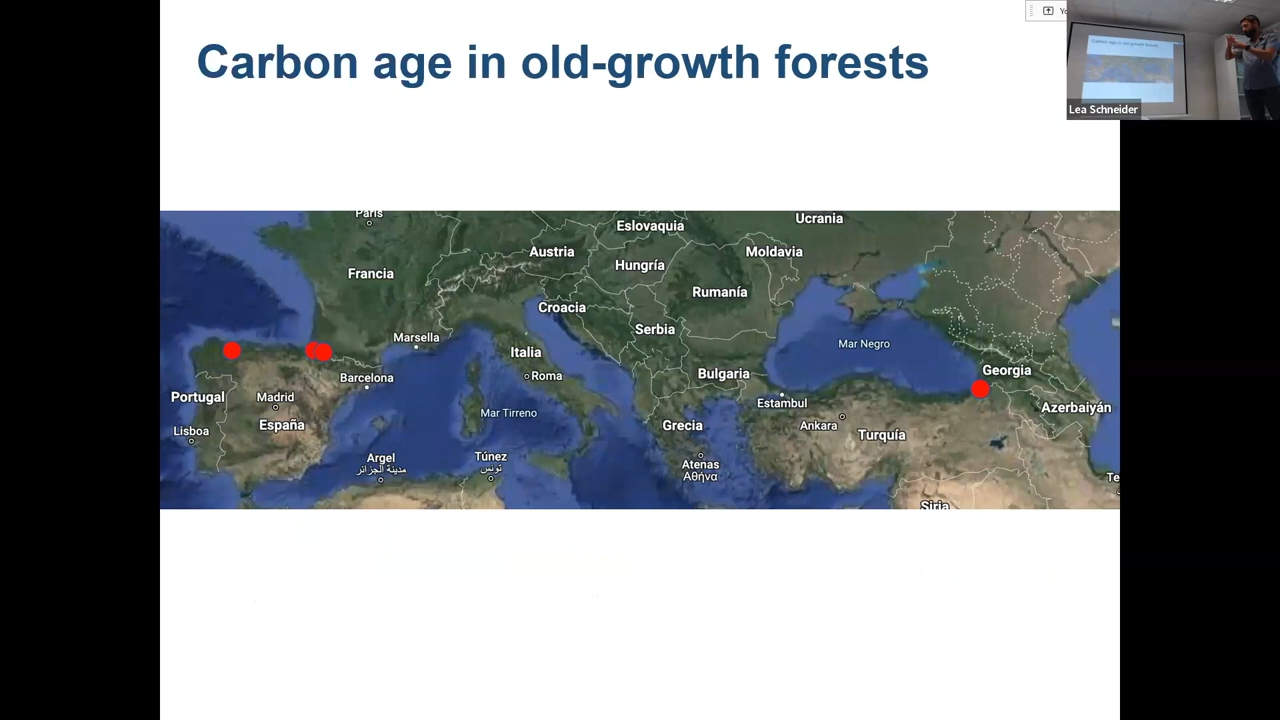 Carbon age in old-growth forests
Lea Schneider
París
Ucrania
Eslovaquia
Austria
Moldavia
Hungría
Francia
Rumanía
Croacia
Serbia
Marsella
Mar Negro
Italia
Georgia
Bulgaria
Roma
Barcelona
Portugal
Madrid
Estambul
Azerbaiyán
Mar Tirreno
España
Grecia
Ankara
Lisboa
Turquía
Argel
مدينة الجزائر
Túnez
تونس
Atenas
Αθήνα
Siria